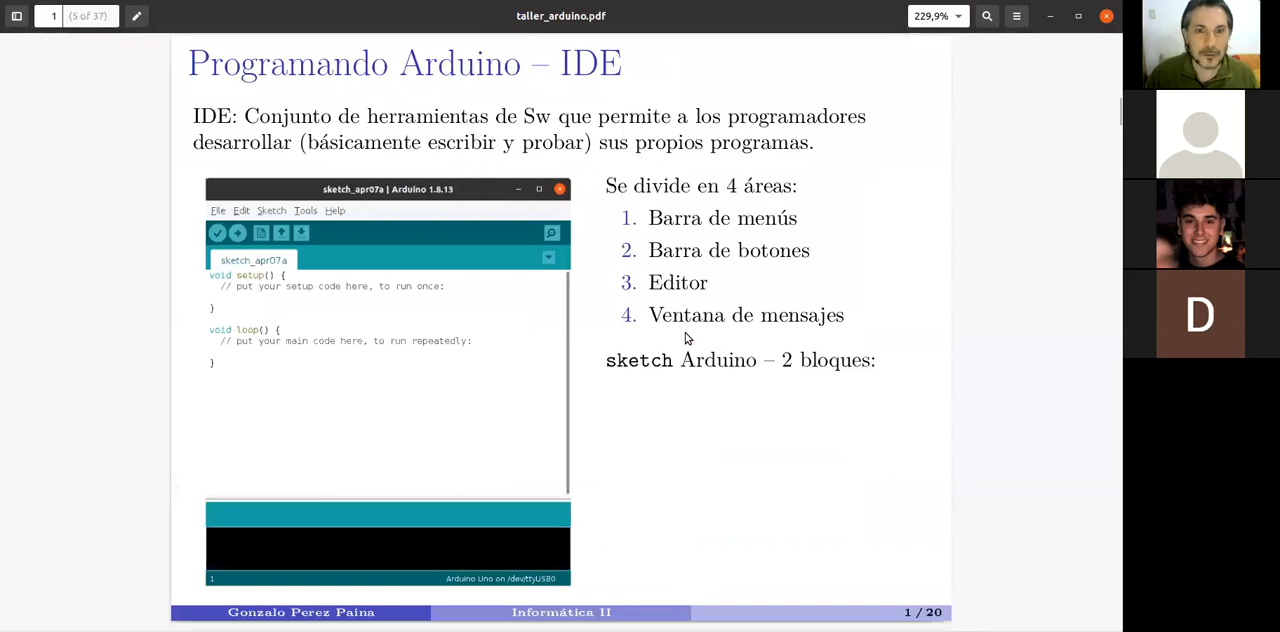 1 (5 of 37)
taller_arduino.pdf
229,9%
Programando Arduino – IDE
IDE: Conjunto de herramientas de Sw que permite a los programadores
desarrollar (básicamente escribir y probar) sus propios programas.
sketch_apr07a | Arduino 1.8.13
File Edit Sketch Tools Help
sketch_apr07a
void setup() {
// put your setup code here, to run once:
}
void loop() {
// put your main code here, to run repeatedly:
}
1 Arduino Uno on /dev/ttyUSB0
Se divide en 4 áreas:
1. Barra de menús
2. Barra de botones
3. Editor
4. Ventana de mensajes
sketch Arduino – 2 bloques:
Gonzalo Perez Paina Informática II 1 / 20
D